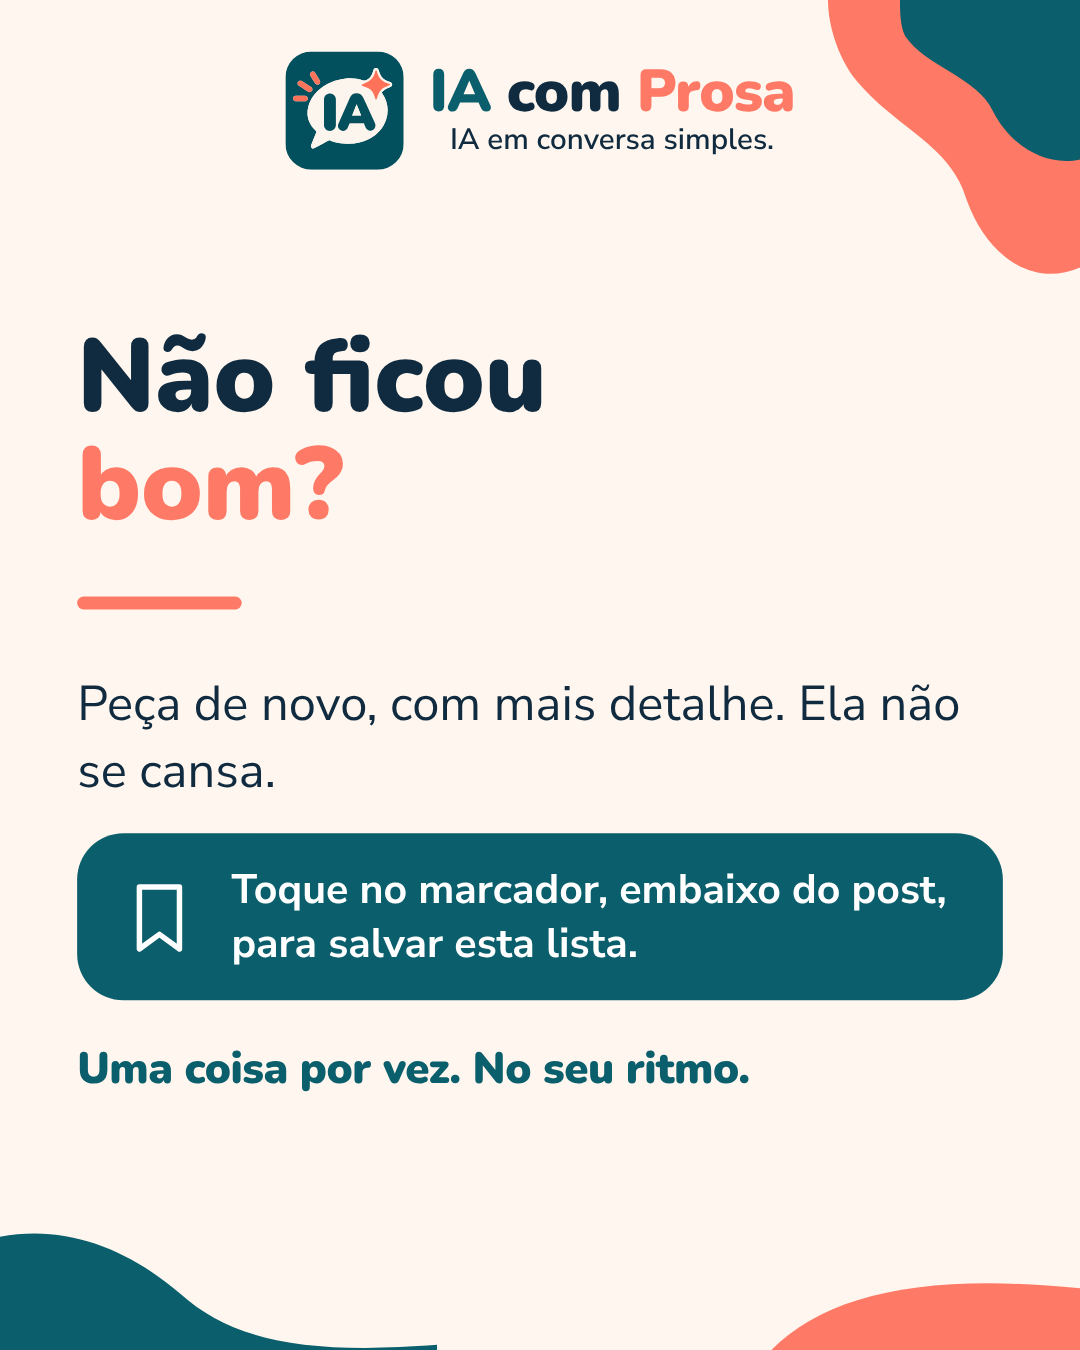 IA
IA com Prosa
IA em conversa simples.
Não ficou
bom?
Peça de novo, com mais detalhe. Ela não
se cansa.
Toque no marcador, embaixo do post,
para salvar esta lista.
Uma coisa por vez. No seu ritmo.